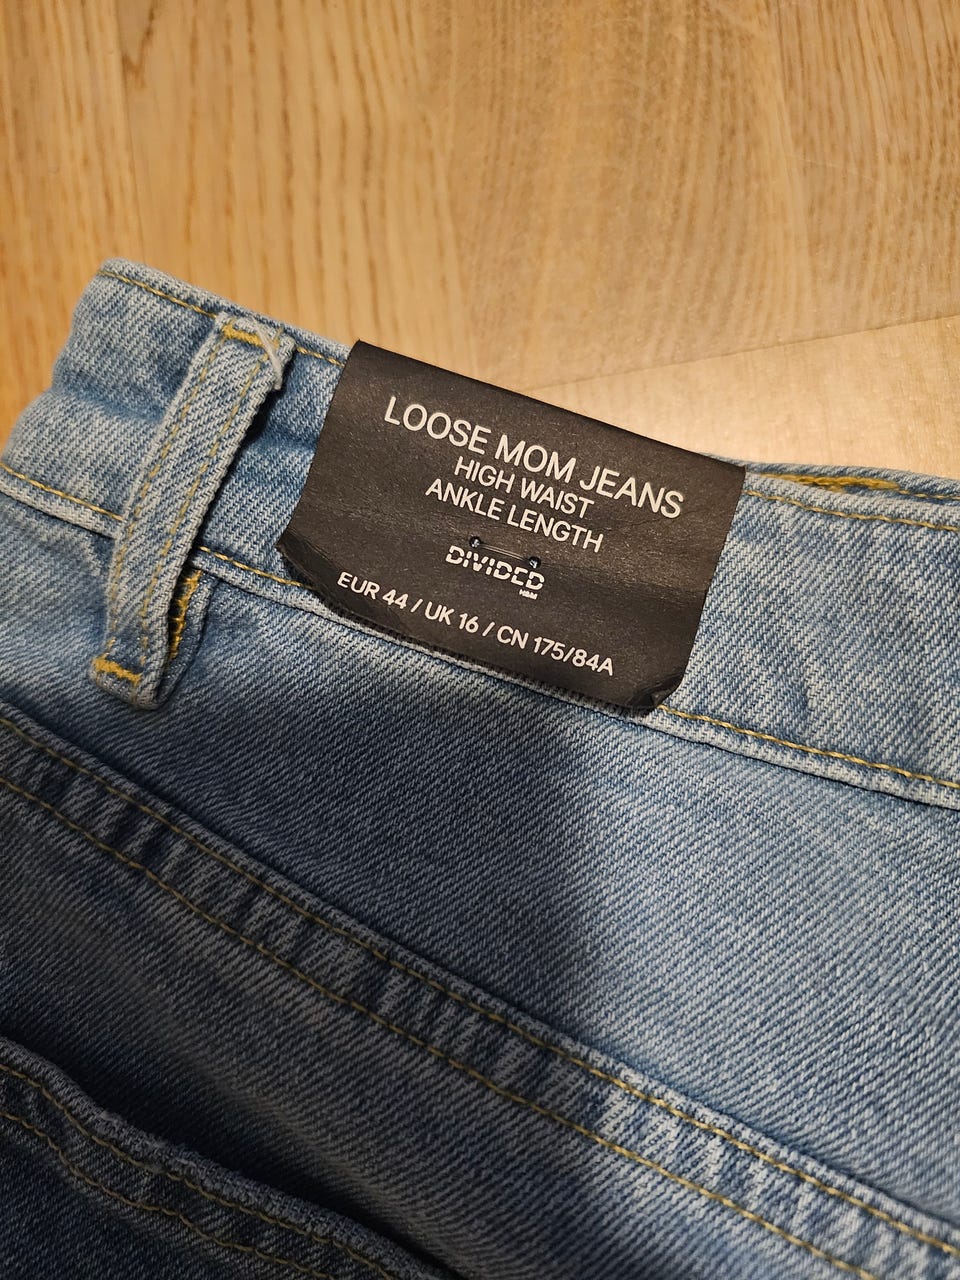 LOOSE MOM JEANS
HIGH WAIST
ANKLE LENGTH
DIVIDED
H&M
EUR 44 / UK 16 / CN 175/84A